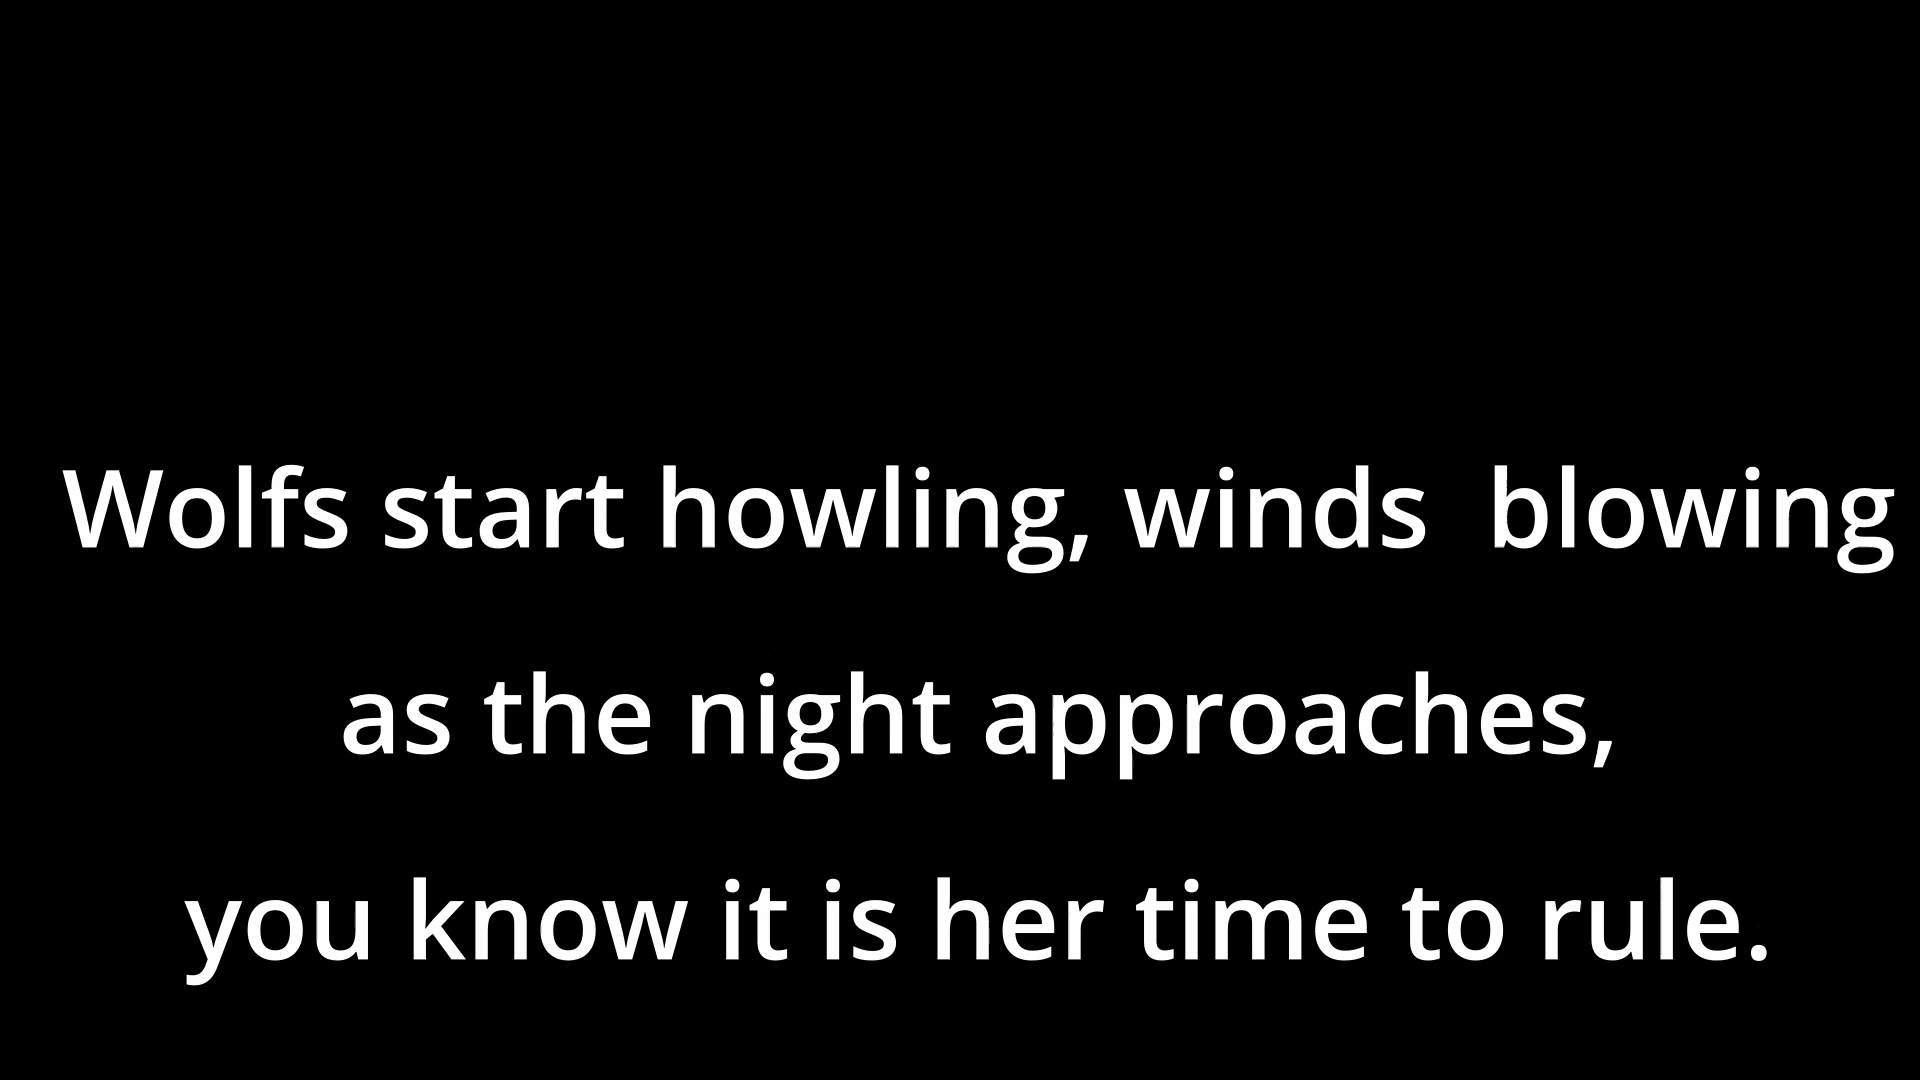 Wolfs start howling, winds  blowing
as the night approaches,
you know it is her time to rule.